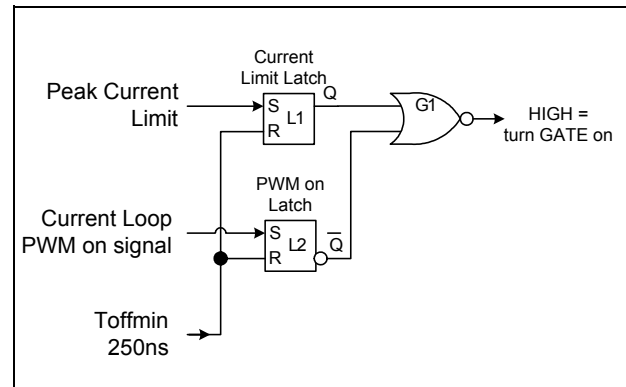 Current
Limit Latch
Peak Current
Limit
S
R
L1
Q
G1
HIGH =
turn GATE on
PWM on
Latch
Current Loop
PWM on signal
S
R
L2
Q̅
Toffmin
250ns